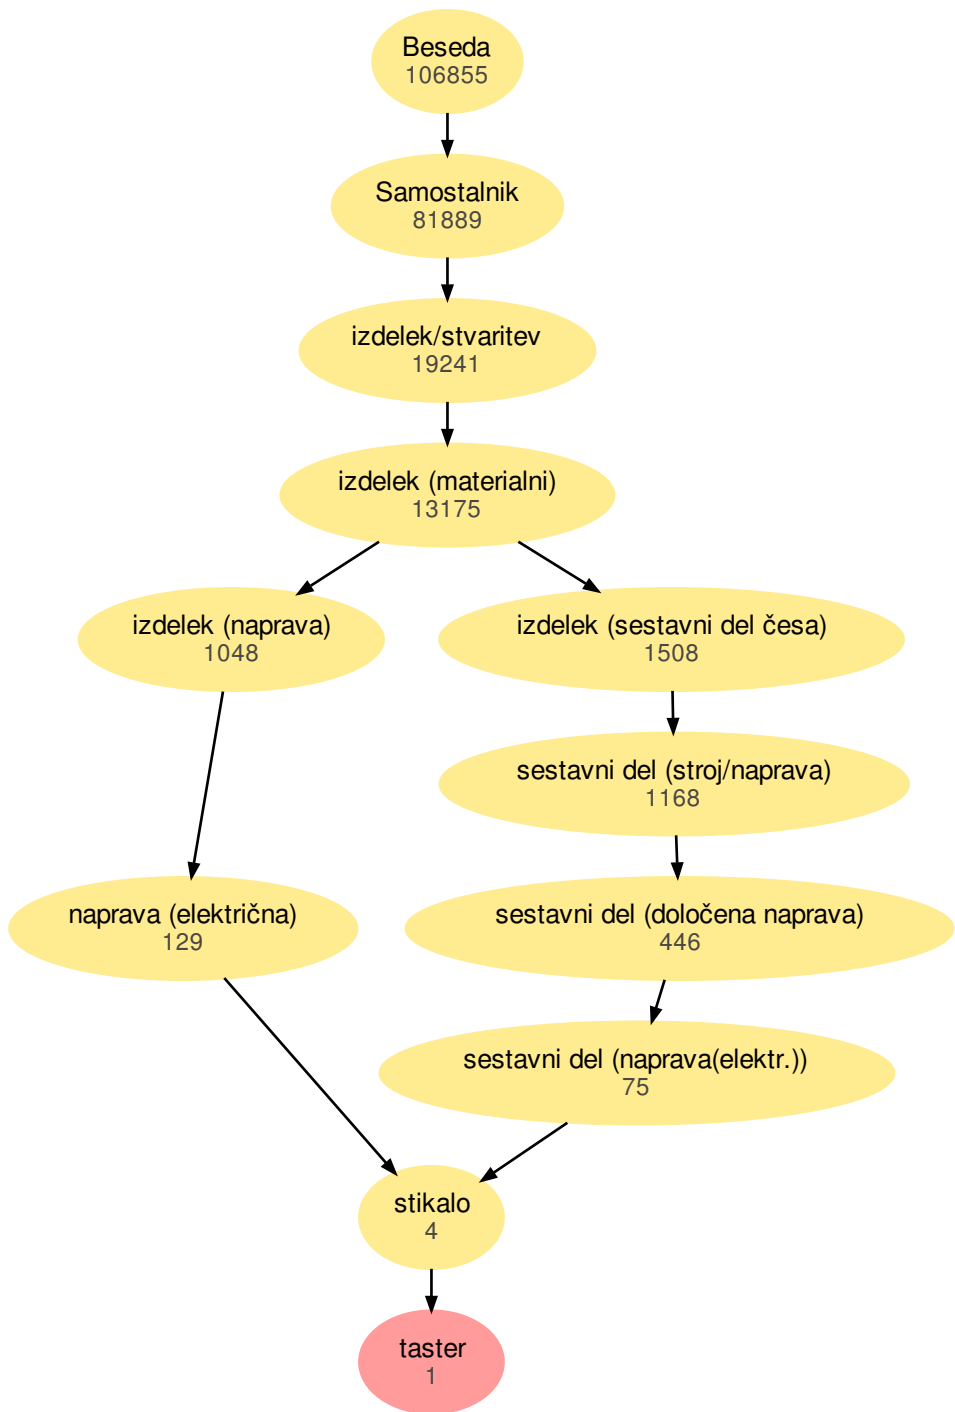 Beseda
106855
Samostalnik
81889
izdelek/stvaritev
19241
izdelek (materialni)
13175
izdelek (naprava)
1048
izdelek (sestavni del česa)
1508
sestavni del (stroj/naprava)
1168
naprava (električna)
129
sestavni del (določena naprava)
446
sestavni del (naprava(elektr.))
75
stikalo
4
taster
1